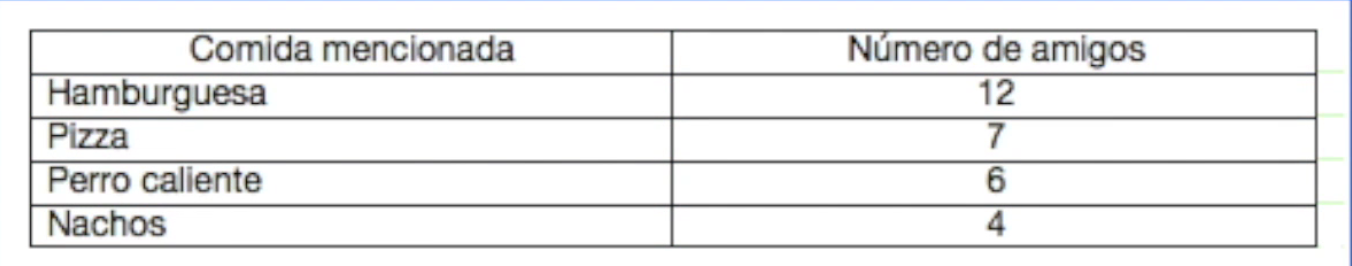 Comida mencionada Número de amigos
Hamburguesa 12
Pizza 7
Perro caliente 6
Nachos 4